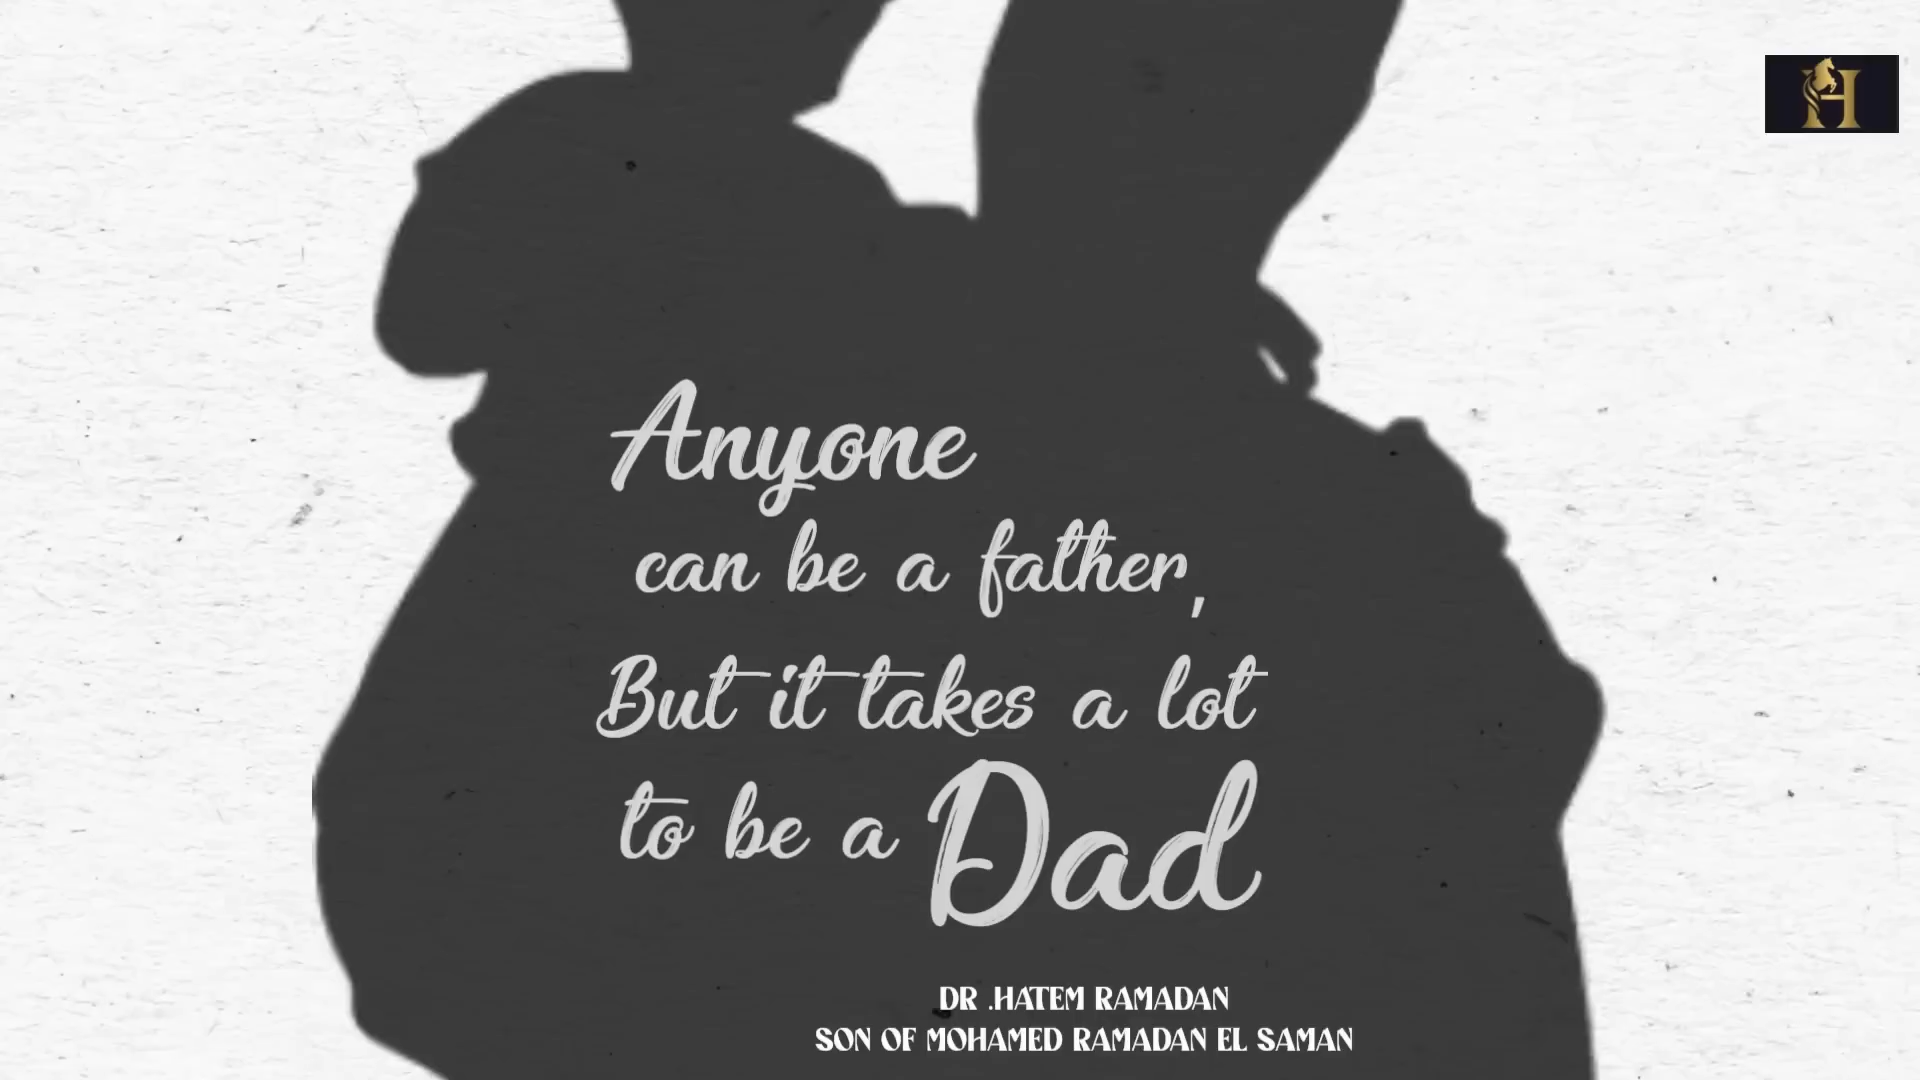 H
Anyone
can be a father,
But it takes a lot
to be a Dad
DR .HATEM RAMADAN
SON OF MOHAMED RAMADAN EL SAMAN